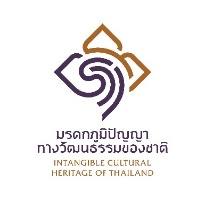 มรดกภูมิปัญญา
ทางวัฒนธรรมของชาติ
INTANGIBLE CULTURAL
HERITAGE OF THAILAND